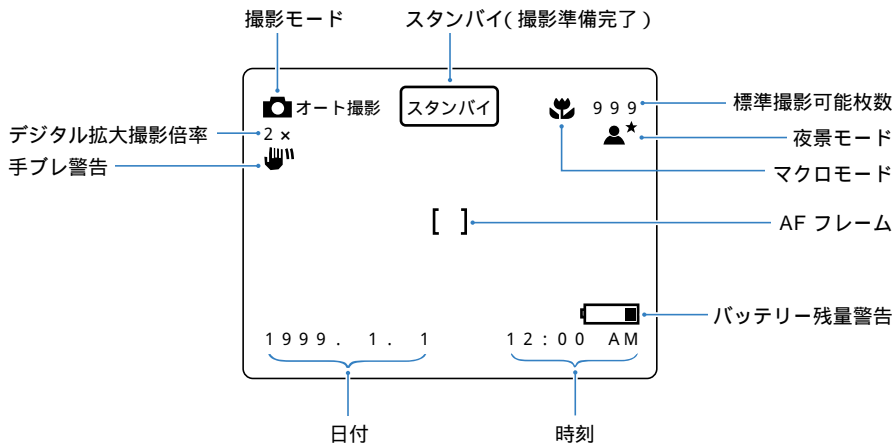 撮影モード
スタンバイ(撮影準備完了)
オート撮影
スタンバイ
999
標準撮影可能枚数
デジタル拡大撮影倍率
2×
夜景モード
手ブレ警告
マクロモード
[ ]
AF フレーム
バッテリー残量警告
1999. 1. 1
12:00 AM
日付
時刻